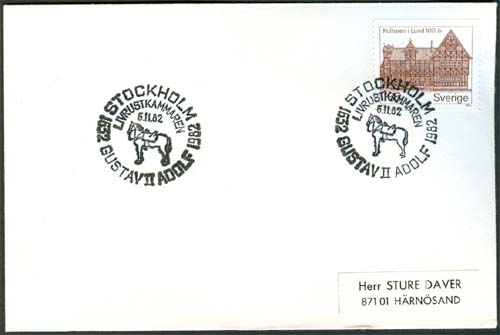 Kulturen i Lund 100 år
Sverige
STOCKHOLM
LIVRUSTKAMMAREN
6.11.82
1632 1982
GUSTAV II ADOLF
STOCKHOLM
LIVRUSTKAMMAREN
6.11.82
1632 1982
GUSTAV II ADOLF
Herr STURE DAVER
871 01 HÄRNÖSAND